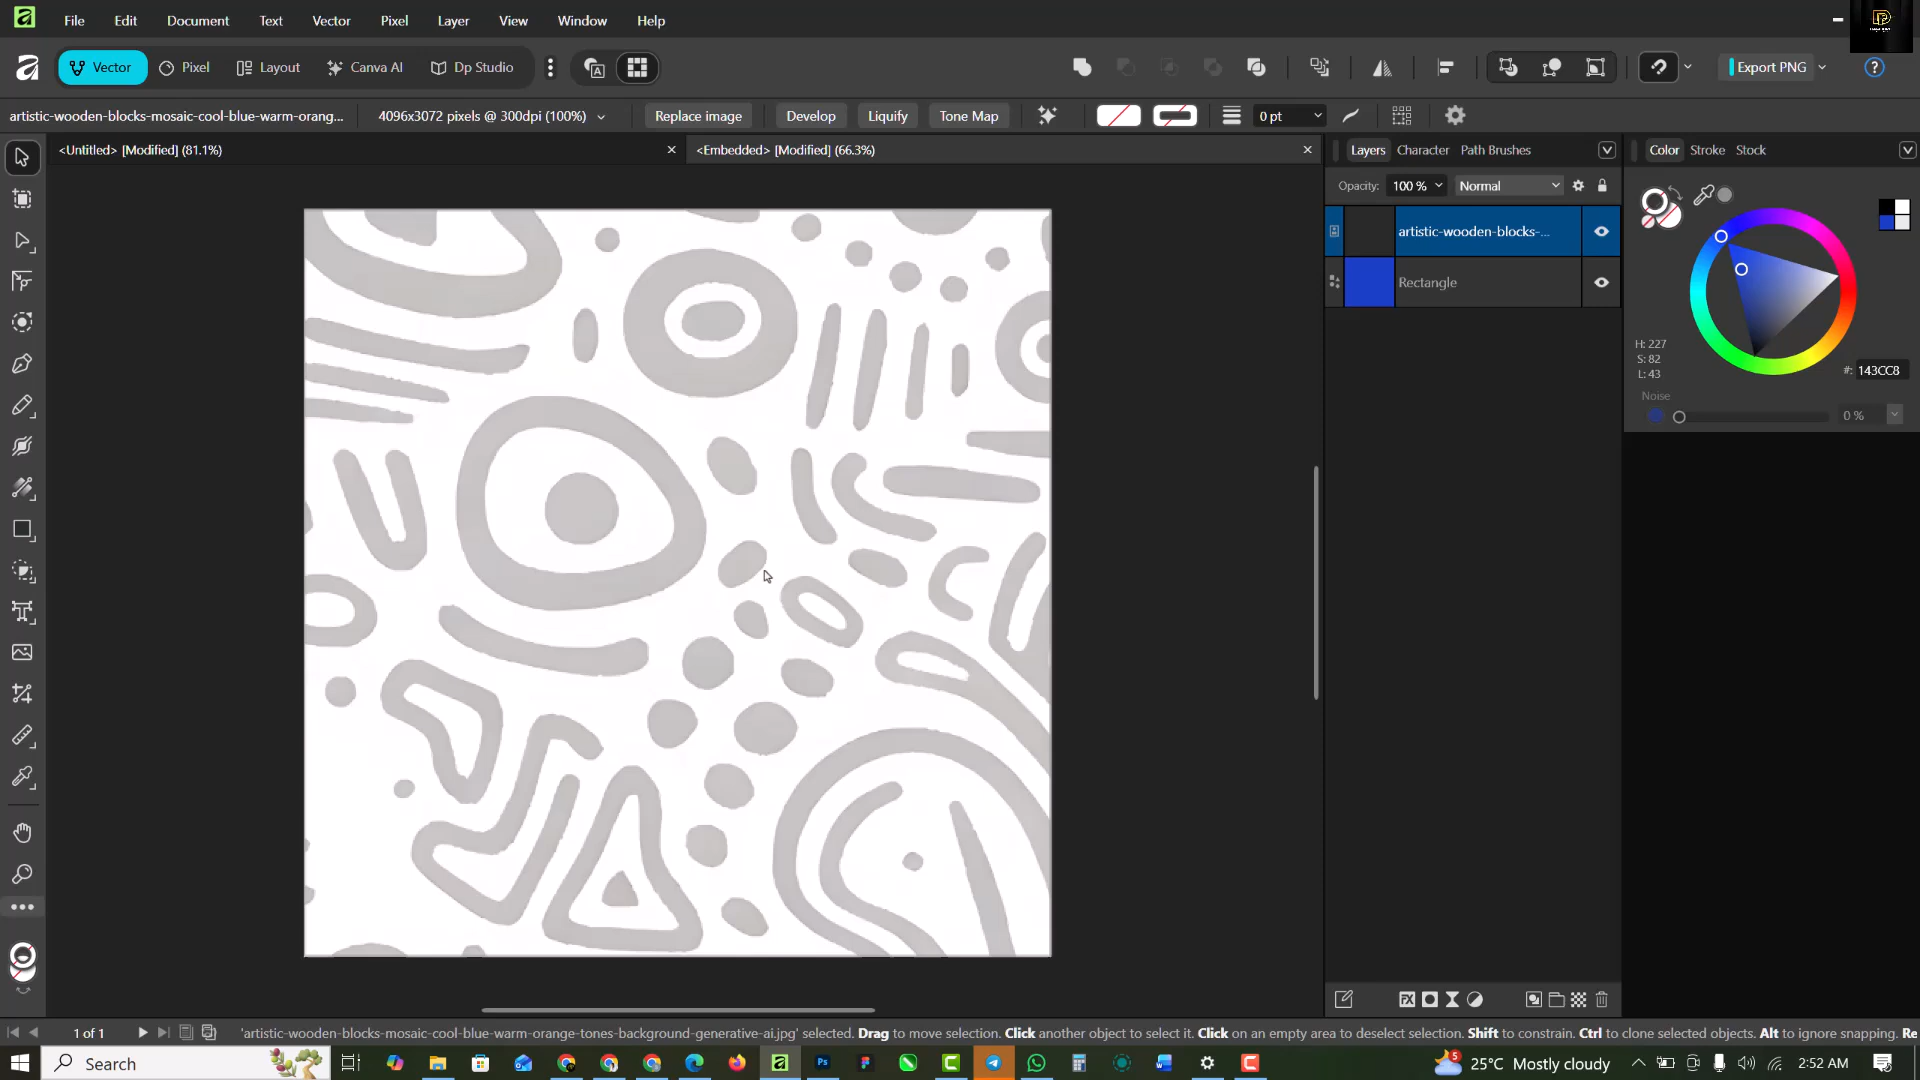 File Edit Document Text Vector Pixel Layer View Window Help
Vector Pixel Layout Canva AI Dp Studio Export PNG
artistic-wooden-blocks-mosaic-cool-blue-warm-orang... 4096x3072 pixels @ 300dpi (100%) Replace image Develop Liquify Tone Map 0 pt
<Untitled> [Modified] (81.1%) <Embedded> [Modified] (66.3%)
Layers Character Path Brushes
Opacity: 100 % Normal
artistic-wooden-blocks-...
Rectangle
Color Stroke Stock
H: 227
S: 82
L: 43
#: 143CC8
Noise
0 %
1 of 1 'artistic-wooden-blocks-mosaic-cool-blue-warm-orange-tones-background-generative-ai.jpg' selected. Drag to move selection. Click another object to select it. Click on an empty area to deselect selection. Shift to constrain. Ctrl to clone selected objects. Alt to ignore snapping. Re
Search 5 25°C Mostly cloudy 2:52 AM